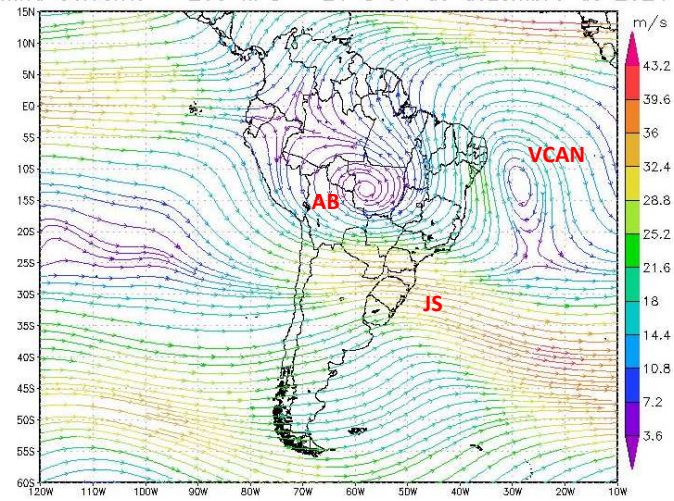 m/s
15N
10N
5N
EQ
5S
10S
15S
20S
25S
30S
35S
40S
45S
50S
55S
60S
120W 110W 100W 90W 80W 70W 60W 50W 40W 30W 20W 10W
VCAN
AB
JS
43.2
39.6
36
32.4
28.8
25.2
21.6
18
14.4
10.8
7.2
3.6